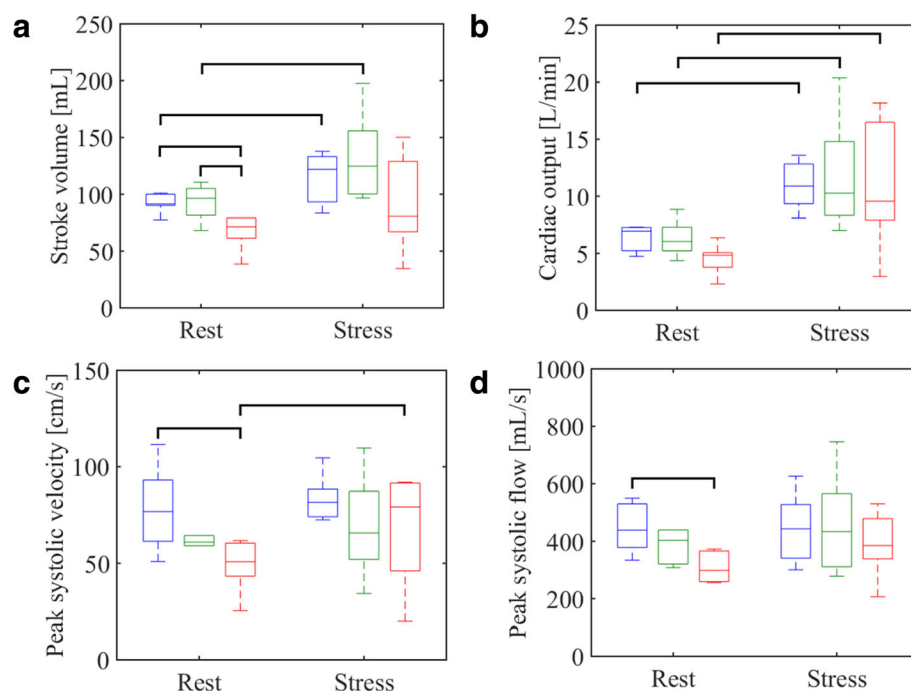 a
Stroke volume [mL]
250
200
150
100
50
0
Rest Stress
b
Cardiac output [L/min]
25
20
15
10
5
0
Rest Stress
c
Peak systolic velocity [cm/s]
150
100
50
0
Rest Stress
d
Peak systolic flow [mL/s]
1000
800
600
400
200
0
Rest Stress